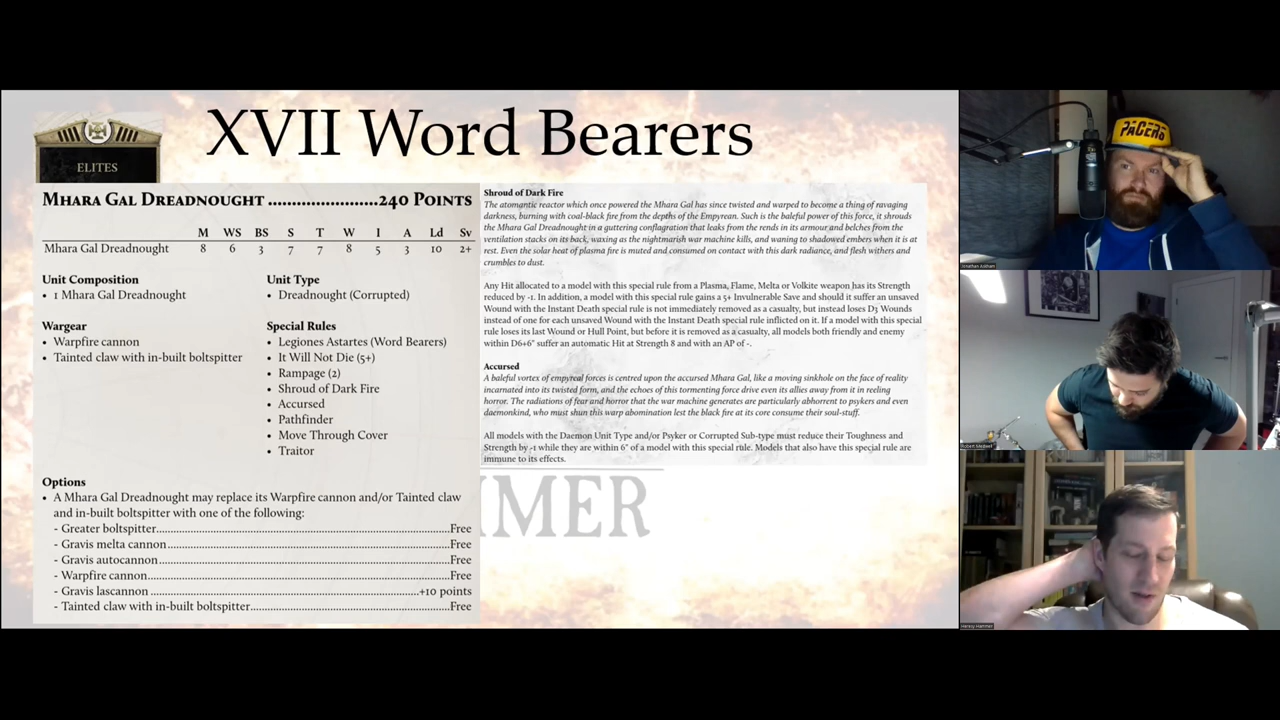 XVII Word Bearers
ELITES
Mhara Gal Dreadnought ........................240 Points
M WS BS S T W I A Ld Sv
Mhara Gal Dreadnought 8 6 3 7 7 8 5 3 10 2+
Unit Composition
• 1 Mhara Gal Dreadnought
Unit Type
• Dreadnought (Corrupted)
Wargear
• Warpfire cannon
• Tainted claw with in-built boltspitter
Special Rules
• Legiones Astartes (Word Bearers)
• It Will Not Die (5+)
• Rampage (2)
• Shroud of Dark Fire
• Accursed
• Pathfinder
• Move Through Cover
• Traitor
Options
• A Mhara Gal Dreadnought may replace its Warpfire cannon and/or Tainted claw
and in-built boltspitter with one of the following:
- Greater boltspitter....................................................................................Free
- Gravis melta cannon.................................................................................Free
- Gravis autocannon....................................................................................Free
- Warpfire cannon.......................................................................................Free
- Gravis lascannon ............................................................................+10 points
- Tainted claw with in-built boltspitter..........................................................Free
Shroud of Dark Fire
The atomantic reactor which once powered the Mhara Gal has since twisted and warped to become a thing of ravaging
darkness, burning with coal-black fire from the depths of the Empyrean. Such is the baleful power of this force, it shrouds
the Mhara Gal Dreadnought in a guttering conflagration that leaks from the rends in its armour and belches from the
ventilation stacks on its back, waxing as the nightmarish war machine kills, and waning to shadowed embers when it is at
rest. Even the solar heat of plasma fire is muted and consumed on contact with this dark radiance, and flesh withers and
crumbles to dust.
Any Hit allocated to a model with this special rule from a Plasma, Flame, Melta or Volkite weapon has its Strength
reduced by -1. In addition, a model with this special rule gains a 5+ Invulnerable Save and should it suffer an unsaved
Wound with the Instant Death special rule is not immediately removed as a casualty, but instead loses D3 Wounds
instead of one for each unsaved Wound with the Instant Death special rule inflicted on it. If a model with this special
rule loses its last Wound or Hull Point, but before it is removed as a casualty, all models both friendly and enemy
within D6+6" suffer an automatic Hit at Strength 8 and with an AP of -.
Accursed
A baleful vortex of empyreal forces is centred upon the accursed Mhara Gal, like a moving sinkhole on the face of reality
incarnated into its twisted form, and the echoes of this tormenting force drive even its allies away from it in reeling
horror. The radiations of fear and horror that the war machine generates are particularly abhorrent to psykers and even
daemonkind, who must shun this warp abomination lest the black fire at its core consume their soul-stuff.
All models with the Daemon Unit Type and/or Psyker or Corrupted Sub-type must reduce their Toughness and
Strength by -1 while they are within 6" of a model with this special rule. Models that also have this special rule are
immune to its effects.
MER
PACERS
Jonathan Askham
Robert Medwell
Heresy Hammer